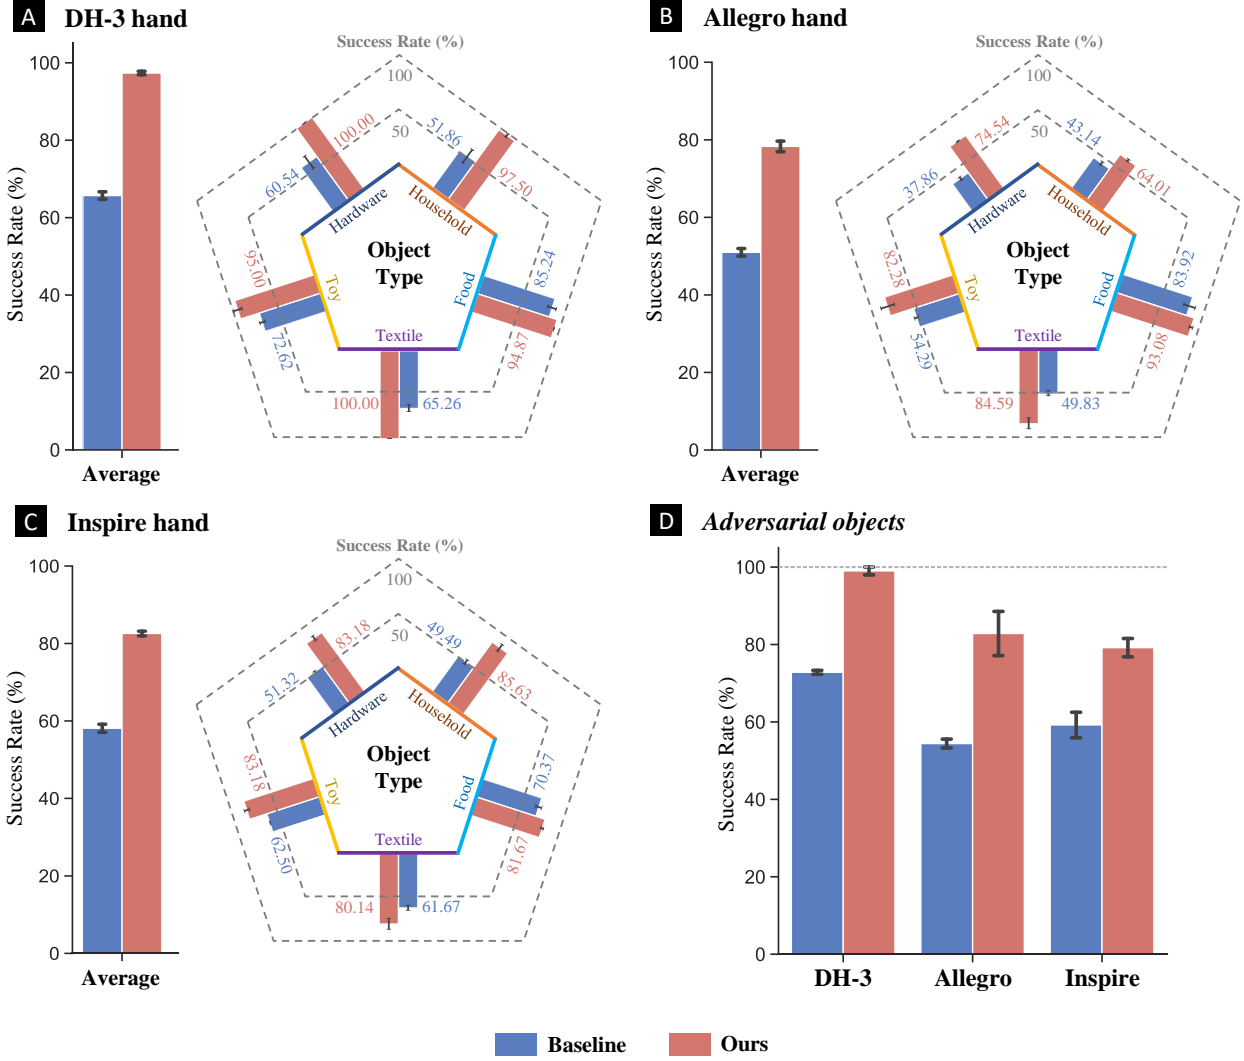 A DH-3 hand
Success Rate (%)
100
80
60
40
20
0
Success Rate (%)
Average
100
50
Object
Type
Hardware
Household
Food
Textile
Toy
60.54
100.00
51.86
97.50
85.24
94.87
65.26
100.00
72.62
95.00
B Allegro hand
Success Rate (%)
100
80
60
40
20
0
Success Rate (%)
Average
100
50
Object
Type
Hardware
Household
Food
Textile
Toy
37.86
74.54
43.14
64.01
83.92
93.08
49.83
84.59
54.29
82.28
C Inspire hand
Success Rate (%)
100
80
60
40
20
0
Success Rate (%)
Average
100
50
Object
Type
Hardware
Household
Food
Textile
Toy
51.32
83.18
49.49
85.63
70.37
81.67
61.67
80.14
62.50
83.18
D Adversarial objects
100
80
60
40
20
0
Success Rate (%)
DH-3 Allegro Inspire
Baseline Ours